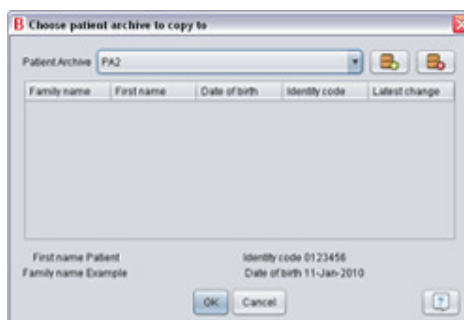 B Choose patient archive to copy to
Patient Archive PA2
Family name First name Date of birth Identity code Latest change
First name Patient Identity code 0123456
Family name Example Date of birth 11-Jan-2010
OK Cancel ?